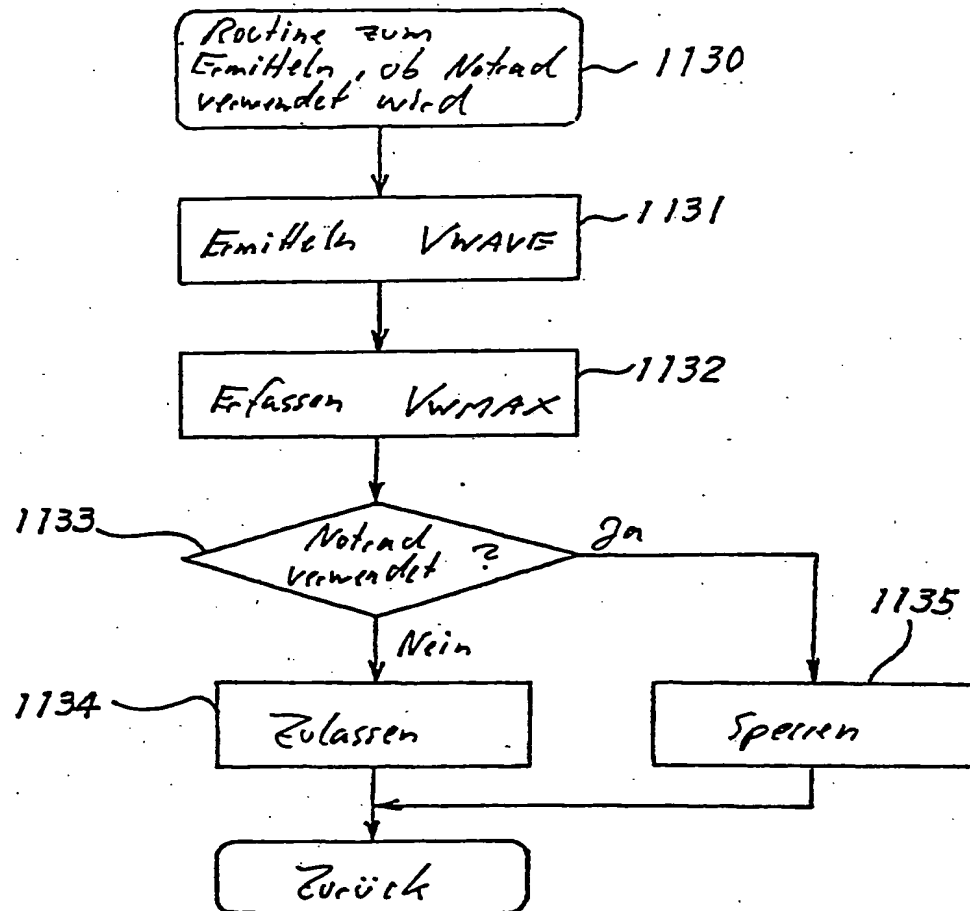 Routine zum
Ermitteln, ob Notrad
verwendet wird
1130
1131
Ermitteln VWAVE
1132
Erfassen VWMAX
1133
Notrad
verwendet ?
Ja
Nein
1135
1134
Zulassen
Sperren
Zurück